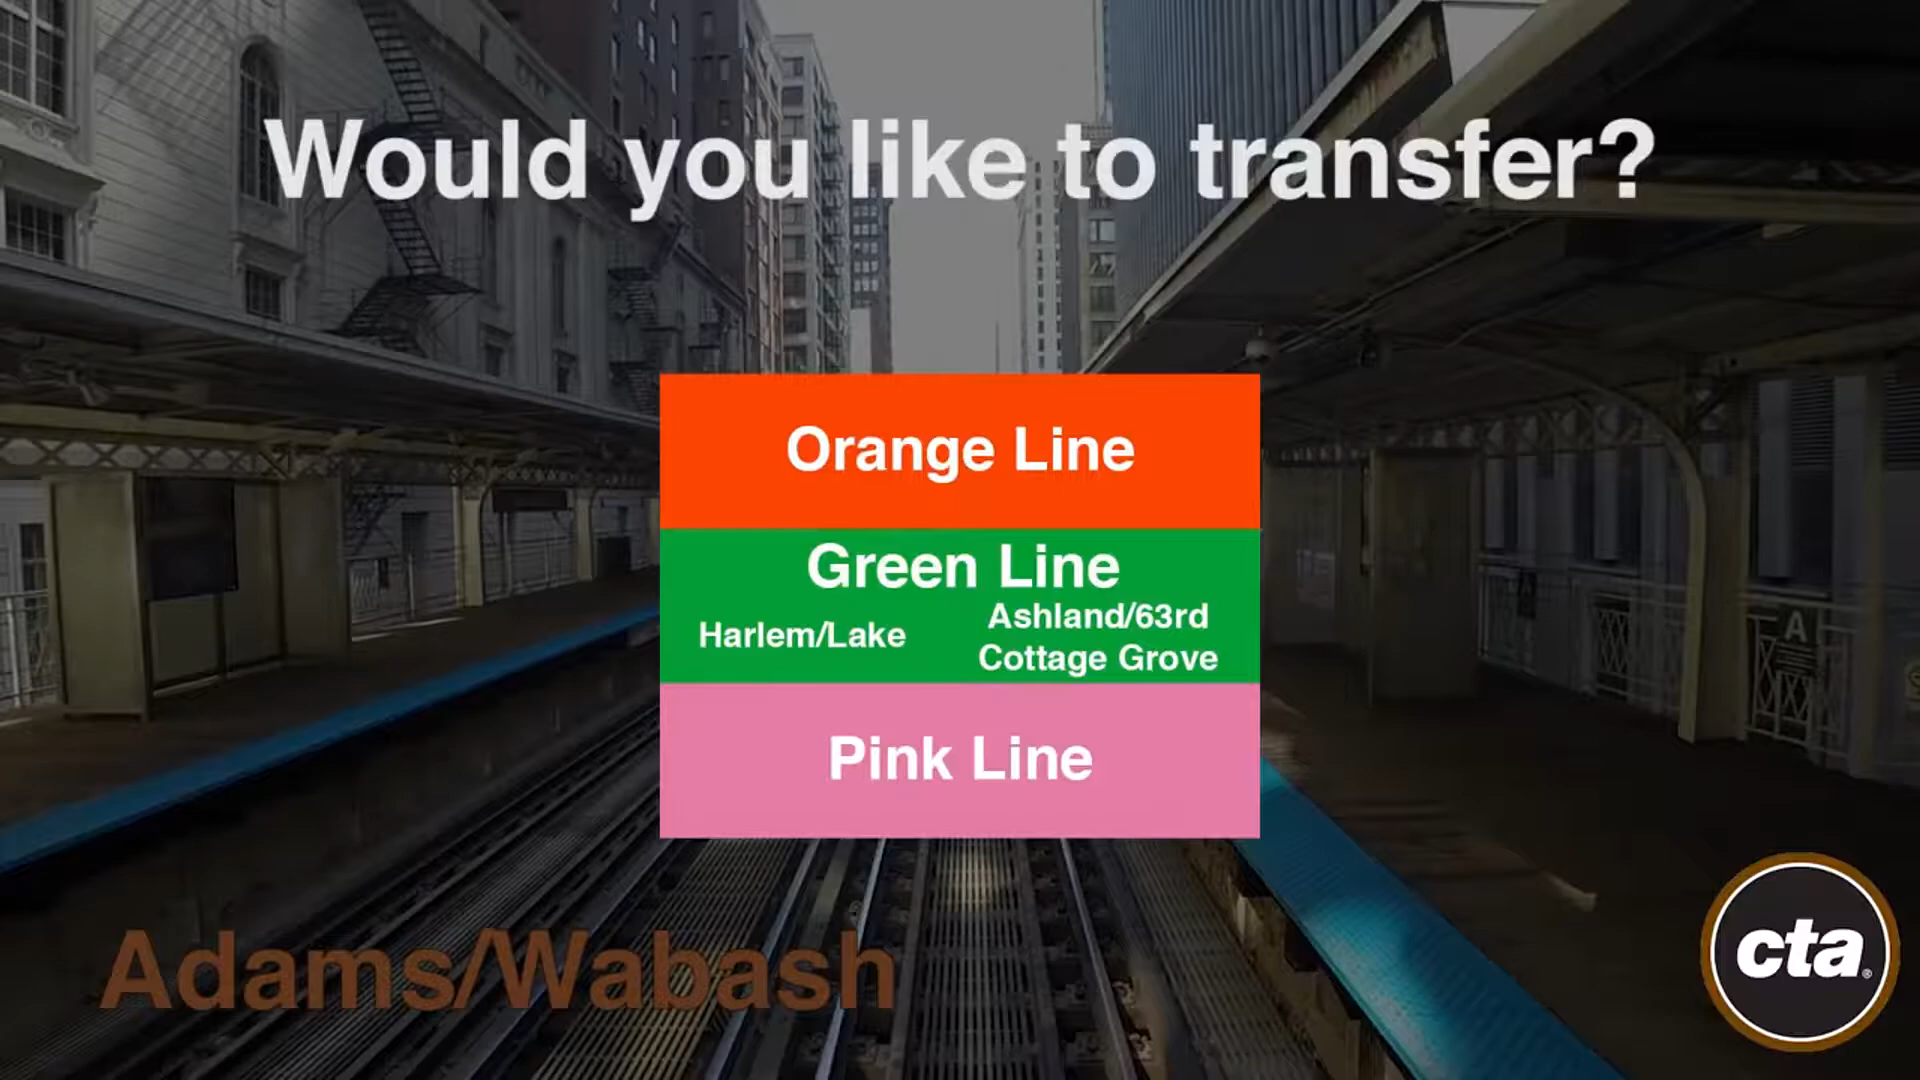 Would you like to transfer?
Orange Line
Green Line
Harlem/Lake
Ashland/63rd
Cottage Grove
Pink Line
A
Adams/Wabash
cta